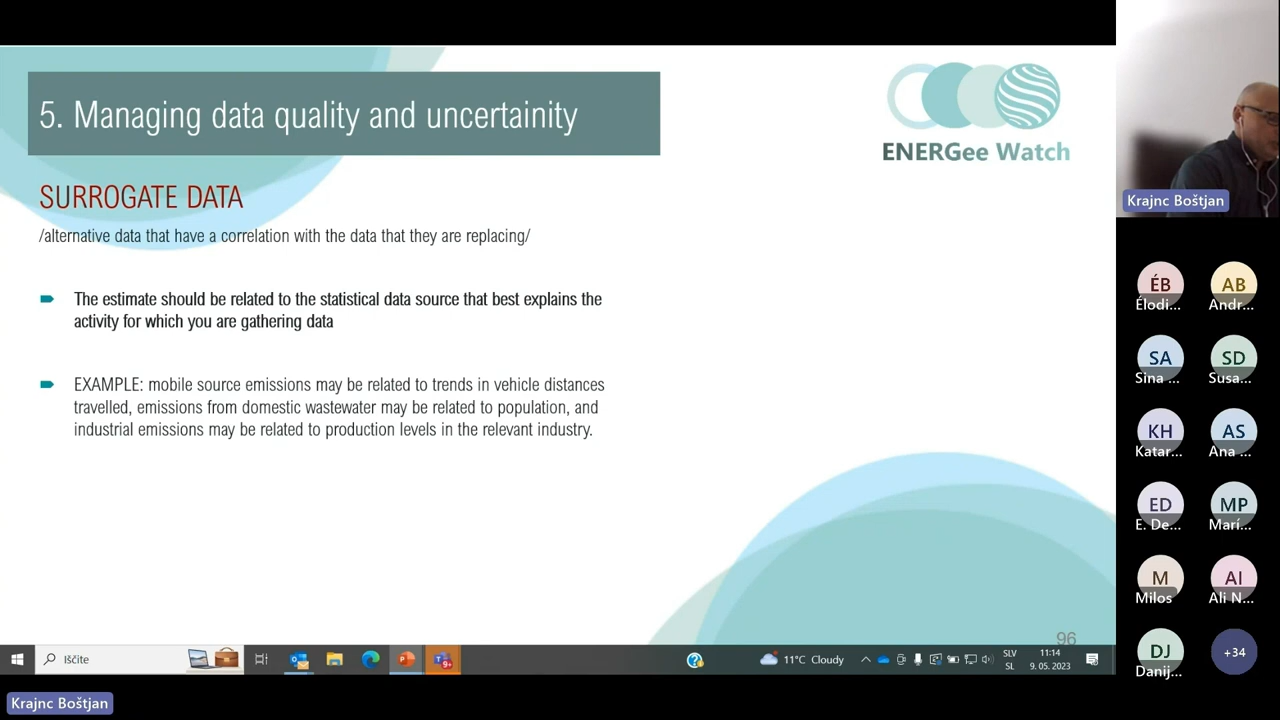 5. Managing data quality and uncertainity
ENERGee Watch
SURROGATE DATA
/alternative data that have a correlation with the data that they are replacing/
The estimate should be related to the statistical data source that best explains the
activity for which you are gathering data
EXAMPLE: mobile source emissions may be related to trends in vehicle distances
travelled, emissions from domestic wastewater may be related to population, and
industrial emissions may be related to production levels in the relevant industry.
96
Iščite
9+
11°C Cloudy
SLV
SL
11:14
9. 05. 2023
Krajnc Boštjan
Krajnc Boštjan
ÉB
Élodi...
AB
Andr...
SA
Sina ...
SD
Susa...
KH
Katar...
AS
Ana ...
ED
E. De...
MP
Marí...
M
Milos
AI
Ali N...
DJ
Danij...
+34